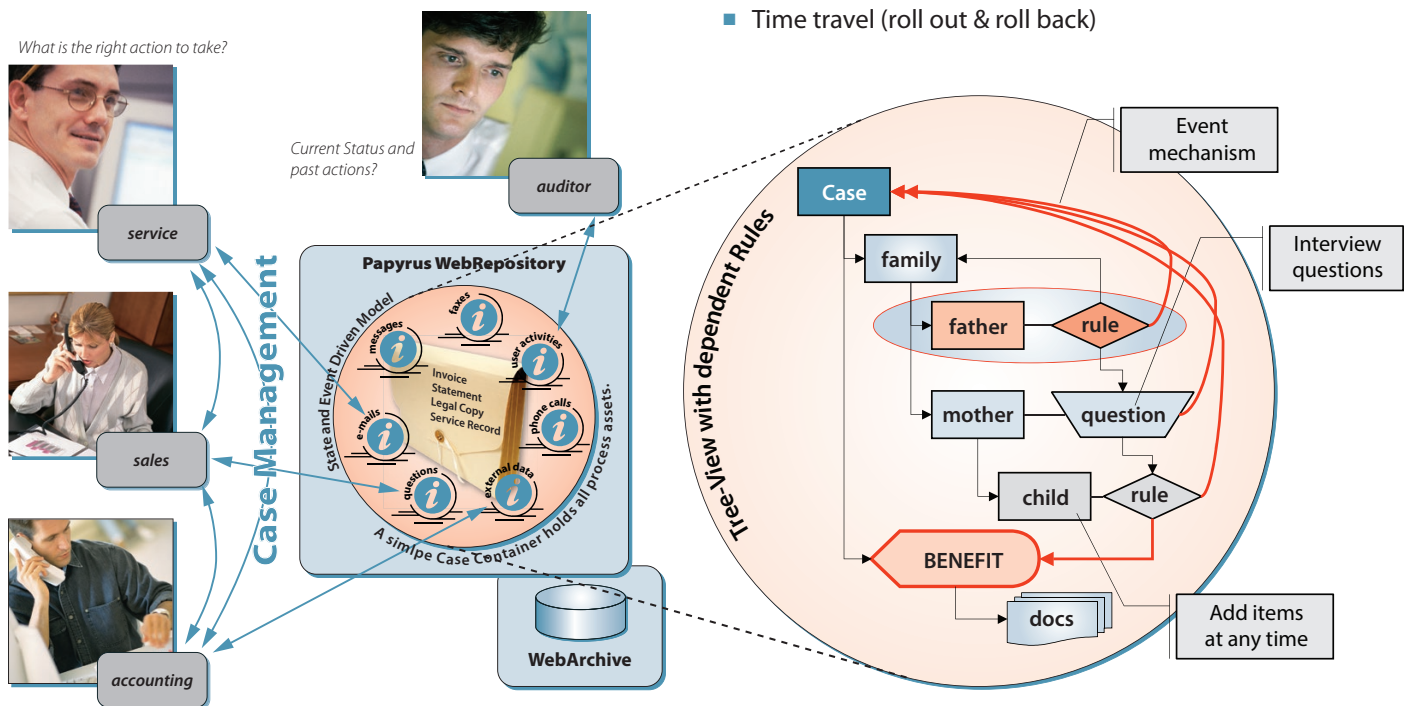 ■ Time travel (roll out & roll back)
What is the right action to take?
Current Status and
past actions?
auditor
service
sales
accounting
Case Management
Papyrus WebRepository
State and Event Driven Model
A simlpe Case Container holds all process assets.
faxes
messages
user activities
e-mails
phone calls
questions
external data
Invoice
Statement
Legal Copy
Service Record
WebArchive
Tree-View with dependent Rules
Case
family
father
rule
mother
question
child
rule
BENEFIT
docs
Event
mechanism
Interview
questions
Add items
at any time